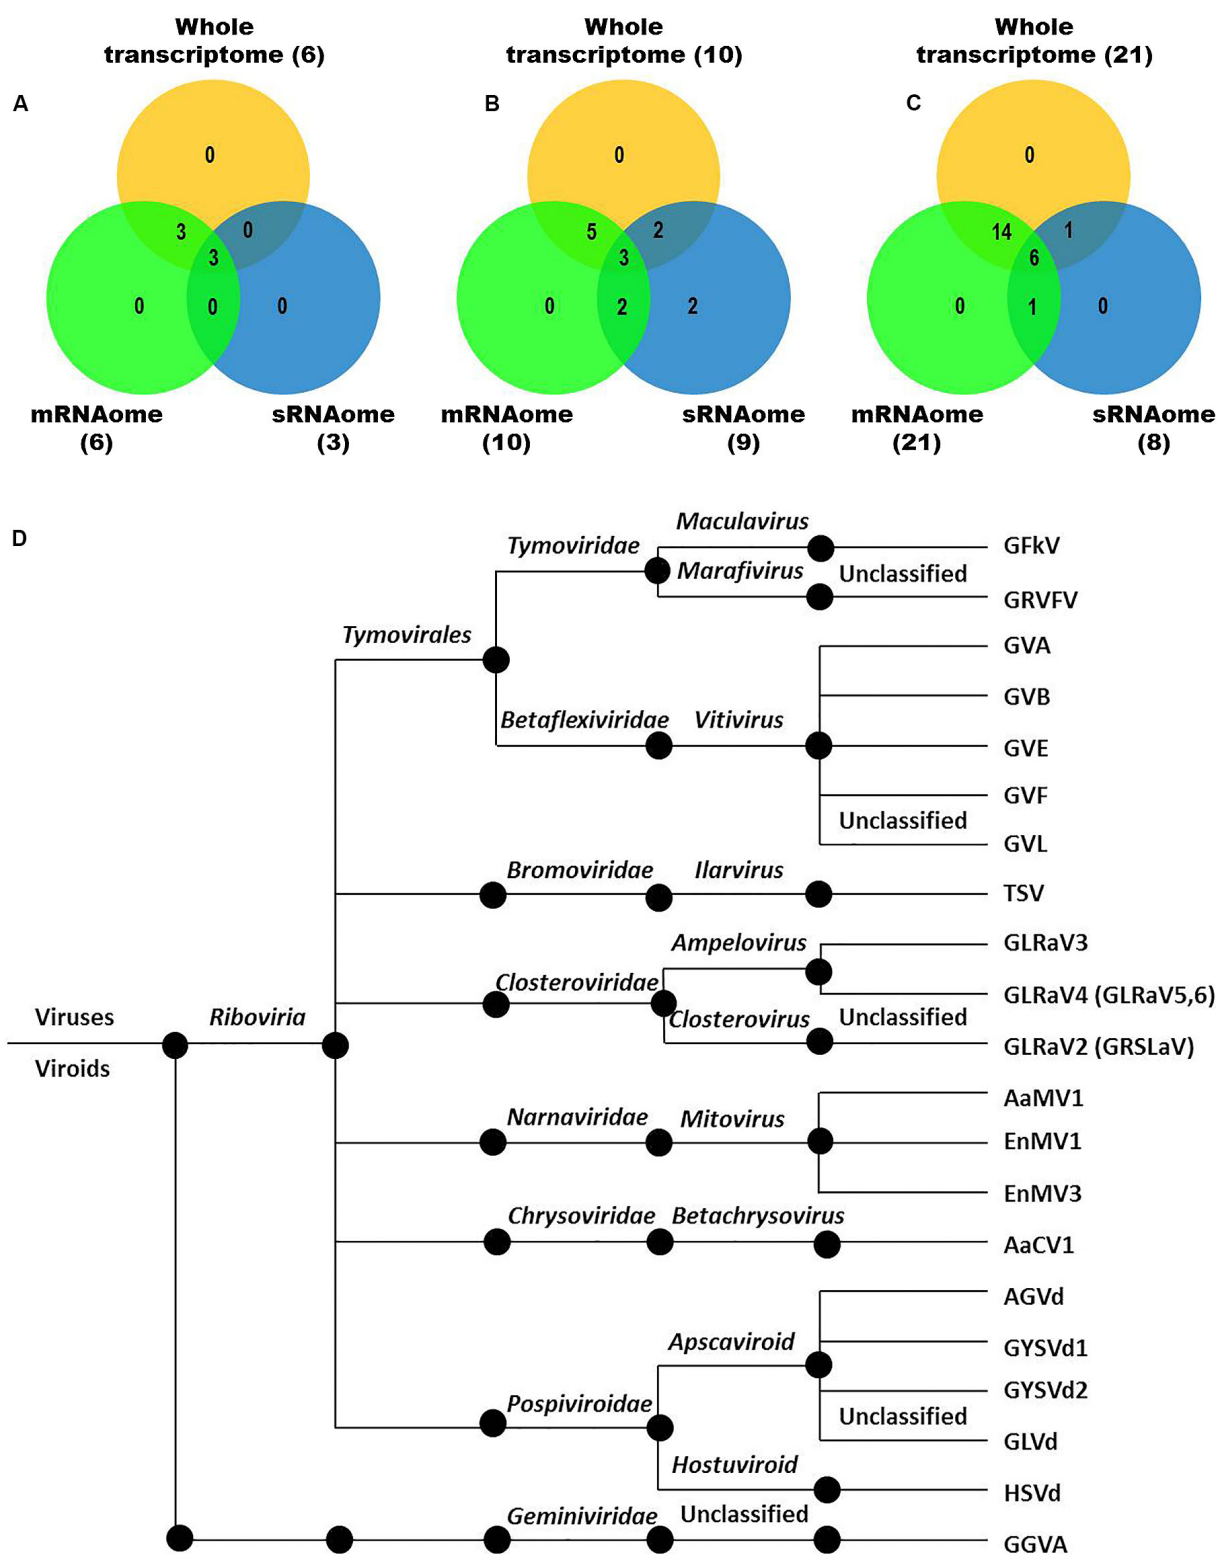 Whole
transcriptome (6)
A
0
3
0
3
0
0
0
mRNAome
(6)
sRNAome
(3)
Whole
transcriptome (10)
B
0
5
2
3
0
2
2
mRNAome
(10)
sRNAome
(9)
Whole
transcriptome (21)
C
0
14
1
6
0
1
0
mRNAome
(21)
sRNAome
(8)
D
Maculavirus
Tymoviridae
GFkV
Marafivirus
Unclassified
GRVFV
Tymovirales
GVA
GVB
Betaflexiviridae
Vitivirus
GVE
GVF
Unclassified
GVL
Bromoviridae
Ilarvirus
TSV
Ampelovirus
GLRaV3
Closteroviridae
GLRaV4 (GLRaV5,6)
Closterovirus
Unclassified
GLRaV2 (GRSLaV)
Viruses
Riboviria
Viroids
AaMV1
Narnaviridae
Mitovirus
EnMV1
EnMV3
Chrysoviridae
Betachrysovirus
AaCV1
AGVd
Apscaviroid
GYSVd1
GYSVd2
Pospiviroidae
Unclassified
GLVd
Hostuviroid
HSVd
Geminiviridae
Unclassified
GGVA